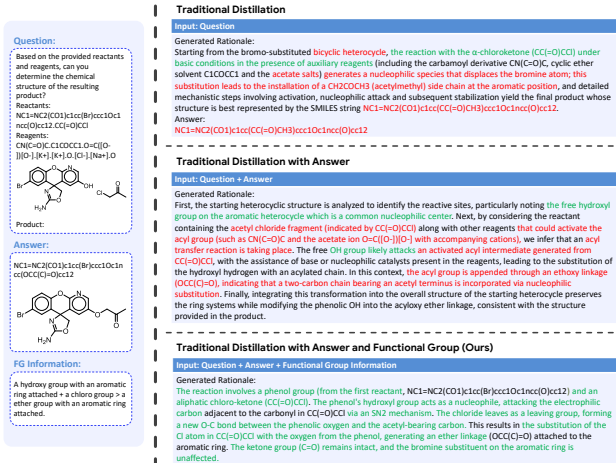 Question:
Based on the provided reactants
and reagents, can you
determine the chemical
structure of the resulting
product?
Reactants:
NC1=NC2(CO1)c1cc(Br)ccc1Oc1
ncc(O)cc12.CC(=O)CCl
Reagents:
CN(C)C=O.C1COCC1.O=C([O-
])[O-].[K+].[K+].O.[Cl-].[Na+].O
Br
O
N
OH
N
O
H₂N
Cl
O
Product:
Answer:
NC1=NC2(CO1)c1cc(Br)ccc1Oc1n
cc(OCC(C)=O)cc12
Br
O
N
O
O
N
O
H₂N
FG Information:
A hydroxy group with an aromatic
ring attached + a chloro group > a
ether group with an aromatic ring
attached.
Traditional Distillation
Input: Question
Generated Rationale:
Starting from the bromo-substituted bicyclic heterocycle, the reaction with the α-chloroketone (CC(=O)CCl) under
basic conditions in the presence of auxiliary reagents (including the carbamoyl derivative CN(C)C=O, cyclic ether
solvent C1COCC1 and the acetate salts) generates a nucleophilic species that displaces the bromine atom; this
substitution leads to the installation of a CH2COCH3 (acetylmethyl) side chain at the aromatic position, and detailed
mechanistic steps involving activation, nucleophilic attack and subsequent stabilization yield the final product whose
structure is best represented by the SMILES string NC1=NC2(CO1)c1cc(CC(=O)CH3)ccc1Oc1ncc(O)cc12.
Answer:
NC1=NC2(CO1)c1cc(CC(=O)CH3)ccc1Oc1ncc(O)cc12
Traditional Distillation with Answer
Input: Question + Answer
Generated Rationale:
First, the starting heterocyclic structure is analyzed to identify the reactive sites, particularly noting the free hydroxyl
group on the aromatic heterocycle which is a common nucleophilic center. Next, by considering the reactant
containing the acetyl chloride fragment (indicated by CC(=O)Cl) along with other reagents that could activate the
acyl group (such as CN(C)C=O and the acetate ion O=C([O-])[O-] with accompanying cations), we infer that an acyl
transfer reaction is taking place. The free OH group likely attacks an activated acyl intermediate generated from
CC(=O)CCl, with the assistance of base or nucleophilic catalysts present in the reagents, leading to the substitution of
the hydroxyl hydrogen with an acylated chain. In this context, the acyl group is appended through an ethoxy linkage
(OCC(C)=O), indicating that a two-carbon chain bearing an acetyl terminus is incorporated via nucleophilic
substitution. Finally, integrating this transformation into the overall structure of the starting heterocycle preserves
the ring systems while modifying the phenolic OH into the acyloxy ether linkage, consistent with the structure
provided in the product.
Traditional Distillation with Answer and Functional Group (Ours)
Input: Question + Answer + Functional Group Information
Generated Rationale:
The reaction involves a phenol group (from the first reactant, NC1=NC2(CO1)c1cc(Br)ccc1Oc1ncc(O)cc12) and an
aliphatic chloro-ketone (CC(=O)CCl). The phenol's hydroxyl group acts as a nucleophile, attacking the electrophilic
carbon adjacent to the carbonyl in CC(=O)CCl via an SN2 mechanism. The chloride leaves as a leaving group, forming
a new O-C bond between the phenolic oxygen and the acetyl-bearing carbon. This results in the substitution of the
Cl atom in CC(=O)CCl with the oxygen from the phenol, generating an ether linkage (OCC(C)=O) attached to the
aromatic ring. The ketone group (C=O) remains intact, and the bromine substituent on the aromatic ring is
unaffected.